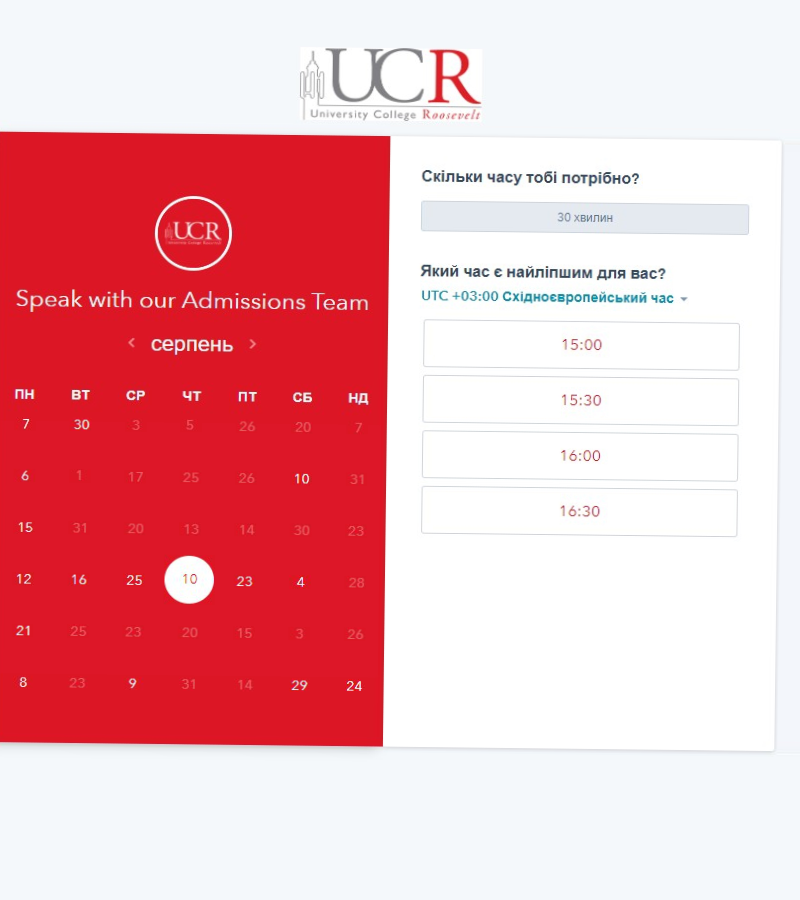 UCR
University College Roosevelt
UCR
Speak with our Admissions Team
серпень
ПН ВТ СР ЧТ ПТ СБ НД
7 30 3 5 26 20 7
6 1 17 25 26 10 31
15 31 20 13 14 30 23
12 16 25 10 23 4 28
21 25 23 20 15 3 26
8 23 9 31 14 29 24
Скільки часу тобі потрібно?
30 хвилин
Який час є найліпшим для вас?
UTC +03:00 Східноєвропейський час
15:00
15:30
16:00
16:30